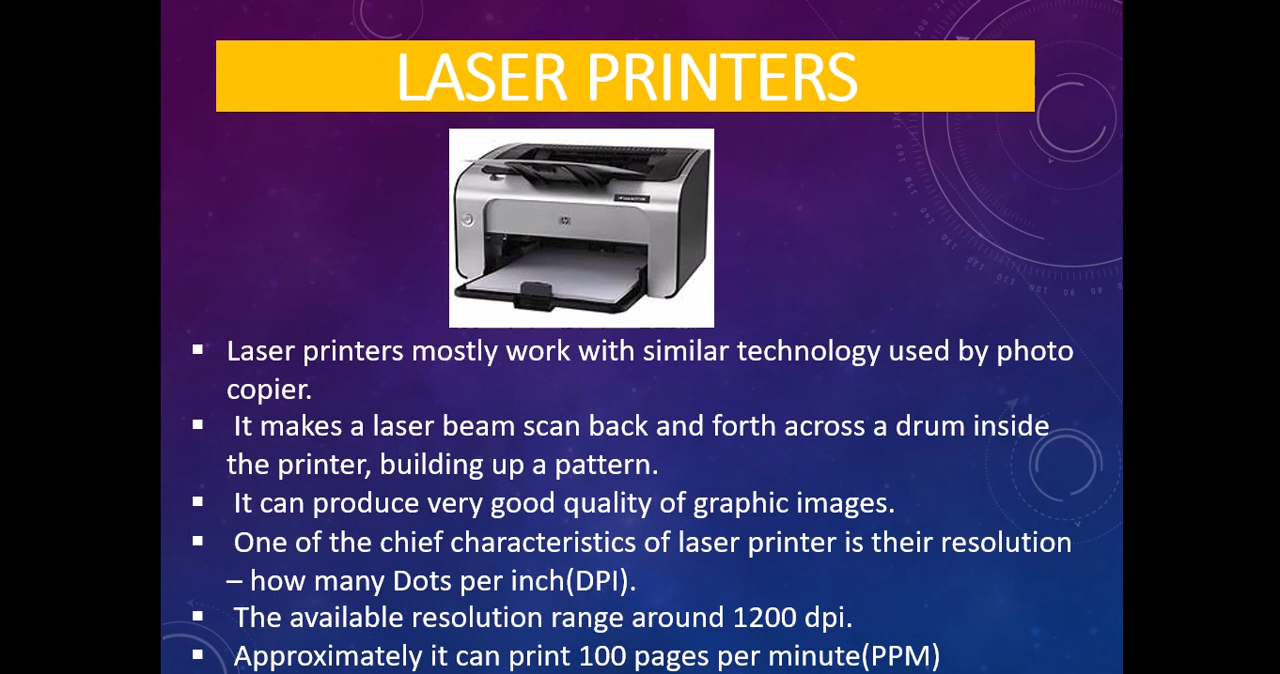 LASER PRINTERS
▪ Laser printers mostly work with similar technology used by photo
copier.
▪ It makes a laser beam scan back and forth across a drum inside
the printer, building up a pattern.
▪ It can produce very good quality of graphic images.
▪ One of the chief characteristics of laser printer is their resolution
– how many Dots per inch(DPI).
▪ The available resolution range around 1200 dpi.
▪ Approximately it can print 100 pages per minute(PPM)